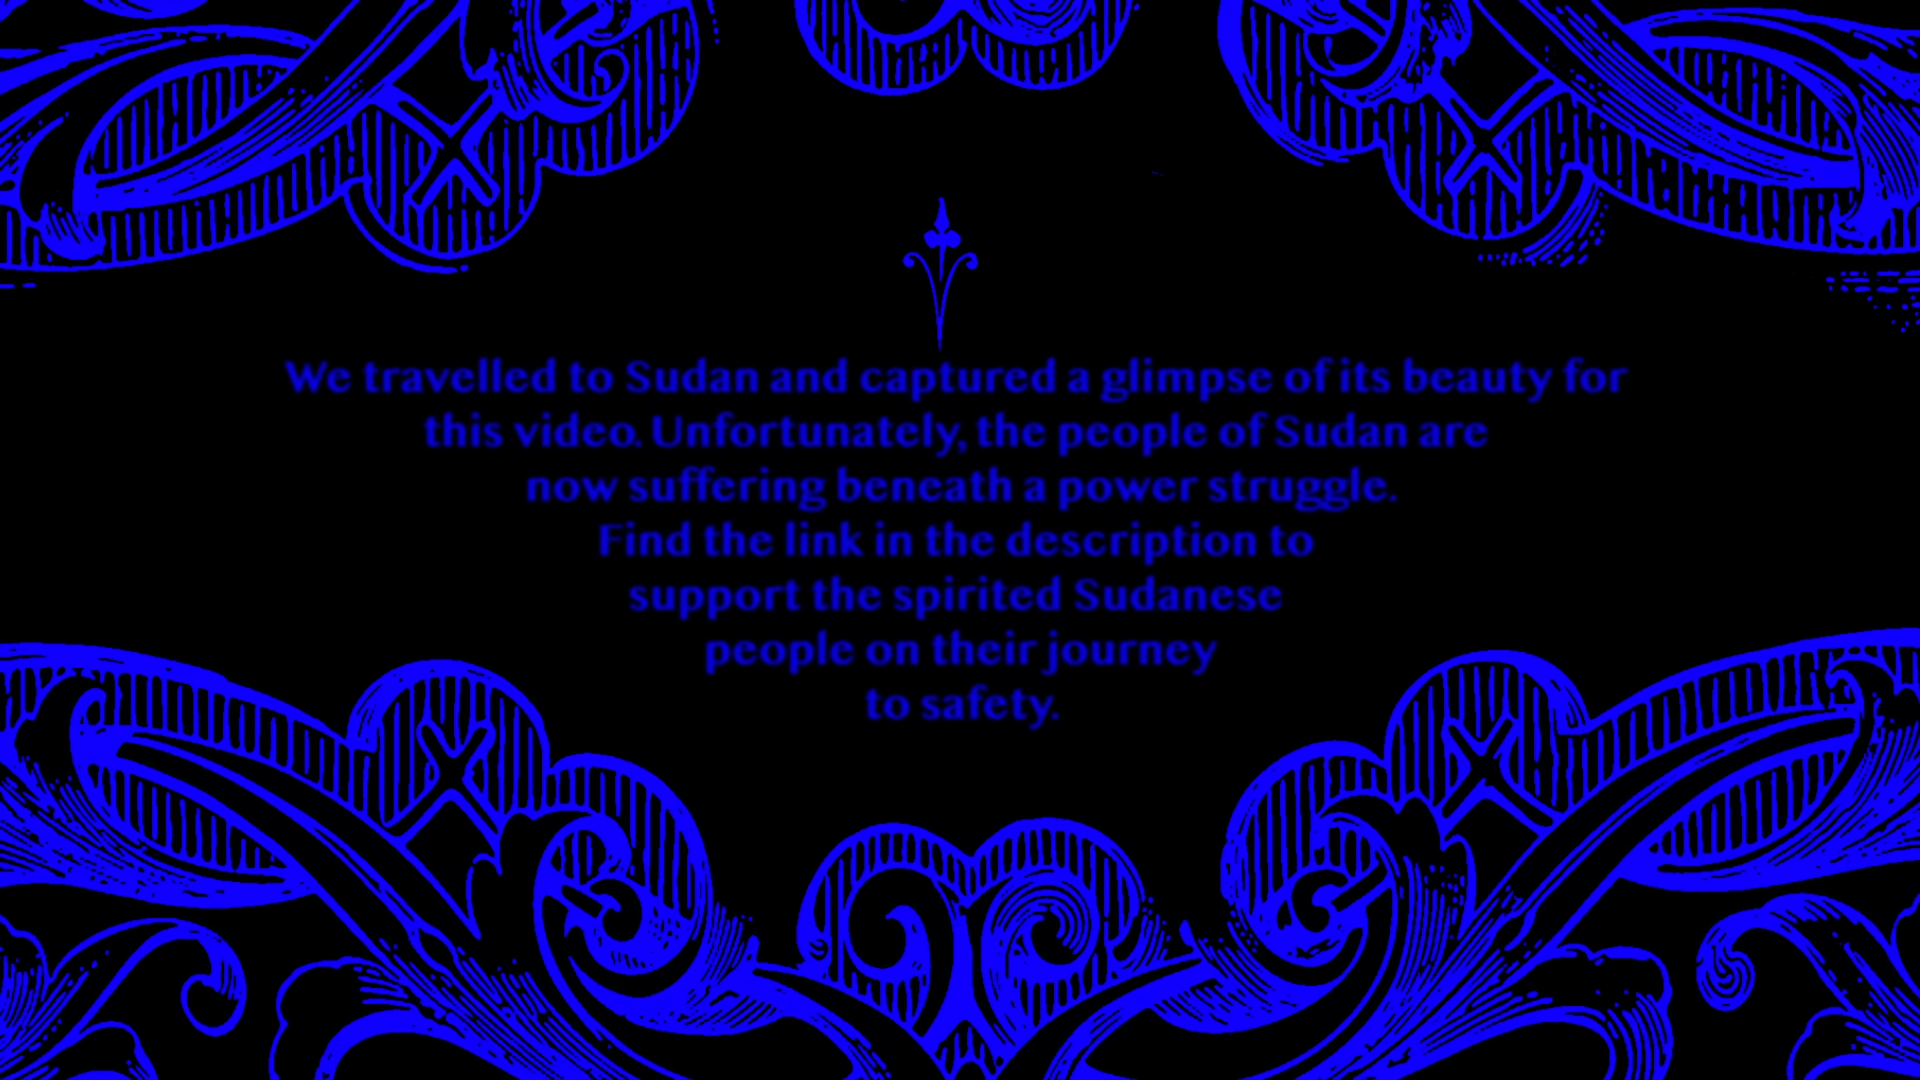 We travelled to Sudan and captured a glimpse of its beauty for
this video. Unfortunately, the people of Sudan are
now suffering beneath a power struggle.
Find the link in the description to
support the spirited Sudanese
people on their journey
to safety.